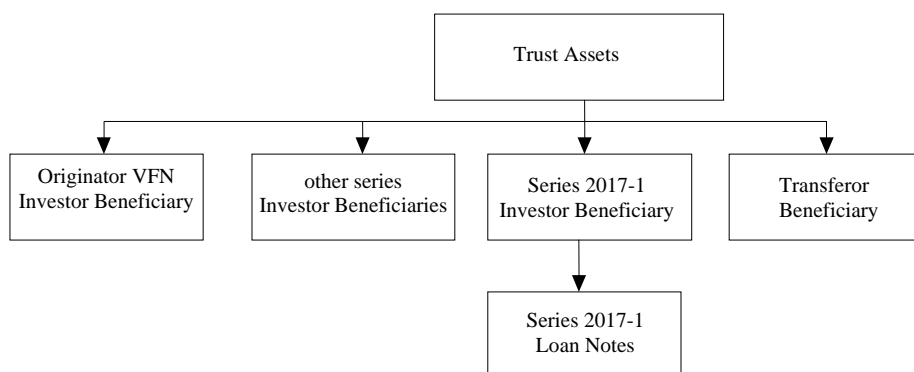 Trust Assets
Originator VFN
Investor Beneficiary
other series
Investor Beneficiaries
Series 2017-1
Investor Beneficiary
Transferor
Beneficiary
Series 2017-1
Loan Notes